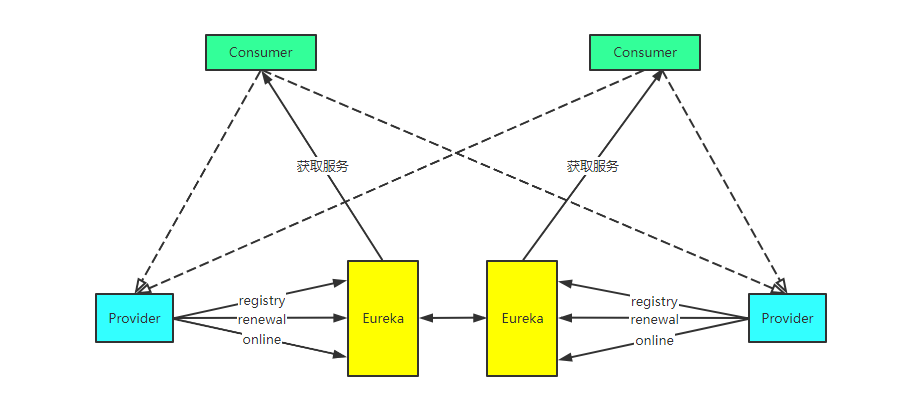 Consumer
Consumer
获取服务
获取服务
registry
renewal
online
registry
renewal
online
Provider
Eureka
Eureka
Provider